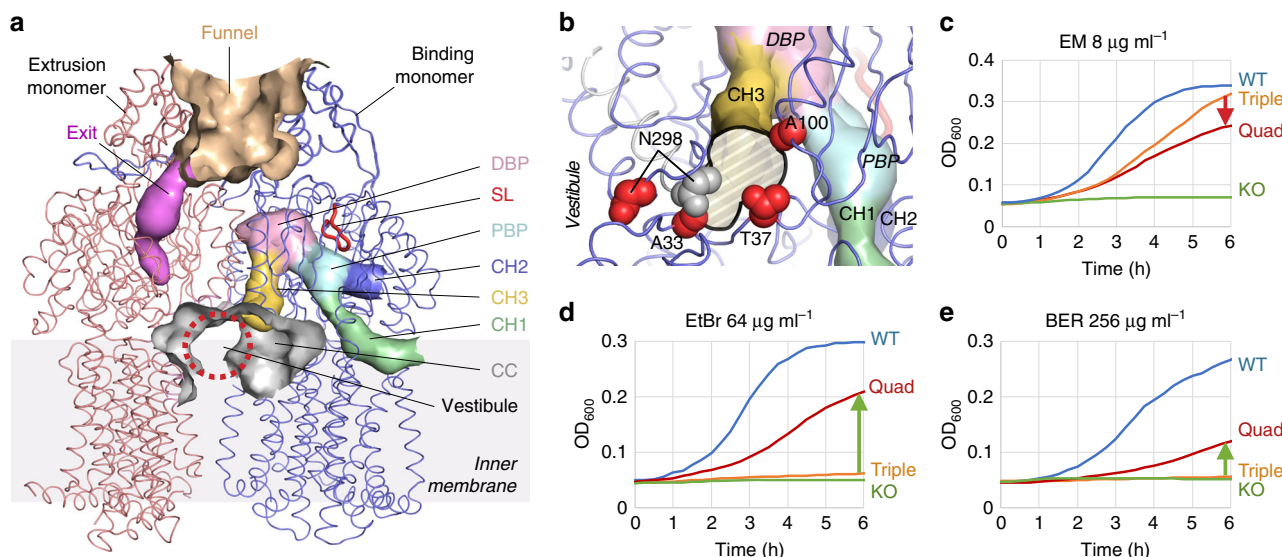 a
Funnel
Extrusion
monomer
Binding
monomer
Exit
DBP
SL
PBP
CH2
CH3
CH1
CC
Vestibule
Inner
membrane
b
DBP
CH3
A100
N298
PBP
Vestibule
CH1
CH2
A33
T37
c
EM 8 μg ml−1
OD600
0.4
0.3
0.2
0.1
0
WT
Triple
Quad
KO
0 1 2 3 4 5 6
Time (h)
d
EtBr 64 μg ml−1
OD600
0.3
0.2
0.1
0
WT
Quad
Triple
KO
0 1 2 3 4 5 6
Time (h)
e
BER 256 μg ml−1
OD600
0.3
0.2
0.1
0
WT
Quad
Triple
KO
0 1 2 3 4 5 6
Time (h)